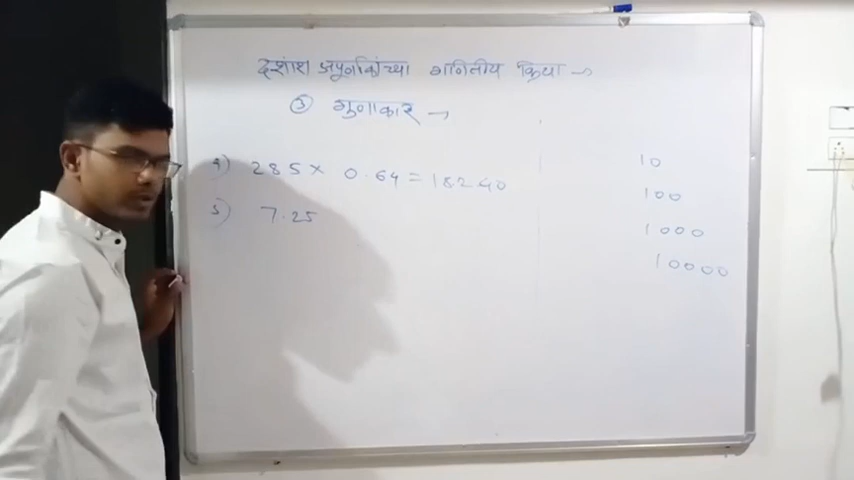 दशांश अपूर्णांकांच्या गणितीय क्रिया →
③ गुणाकार →
4) 285 × 0.64 = 182.40
5) 7.25
10
100
1000
10000